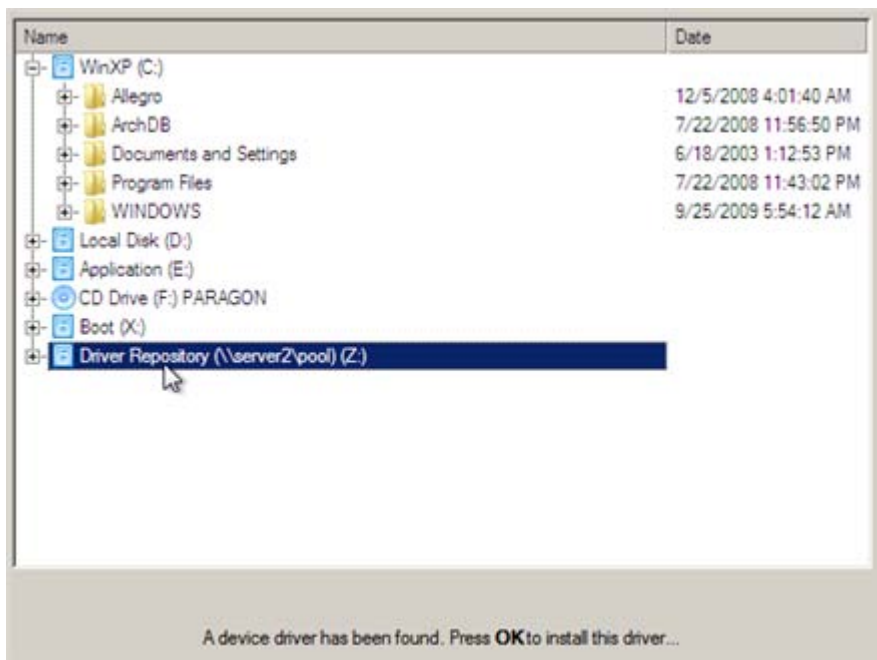 Name Date
WinXP (C:)
Allegro 12/5/2008 4:01:40 AM
ArchDB 7/22/2008 11:56:50 PM
Documents and Settings 6/18/2003 1:12:53 PM
Program Files 7/22/2008 11:43:02 PM
WINDOWS 9/25/2009 5:54:12 AM
Local Disk (D:)
Application (E:)
CD Drive (F:) PARAGON
Boot (X:)
Driver Repository (\\server2\pool) (Z:)
A device driver has been found. Press OK to install this driver...